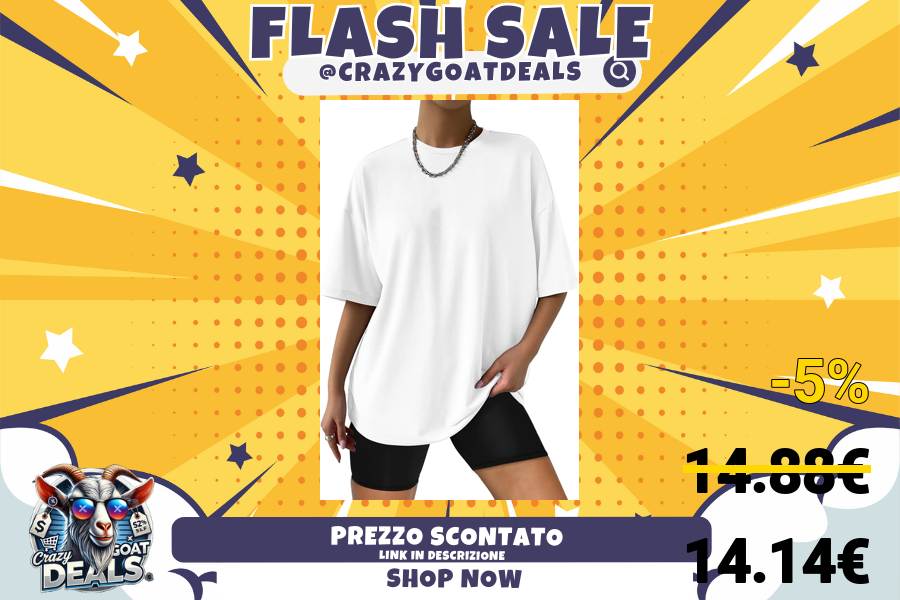 FLASH SALE
@CRAZYGOATDEALS
-5%
14.88€
14.14€
PREZZO SCONTATO
LINK IN DESCRIZIONE
SHOP NOW
$
Crazy
GOAT
DEALS